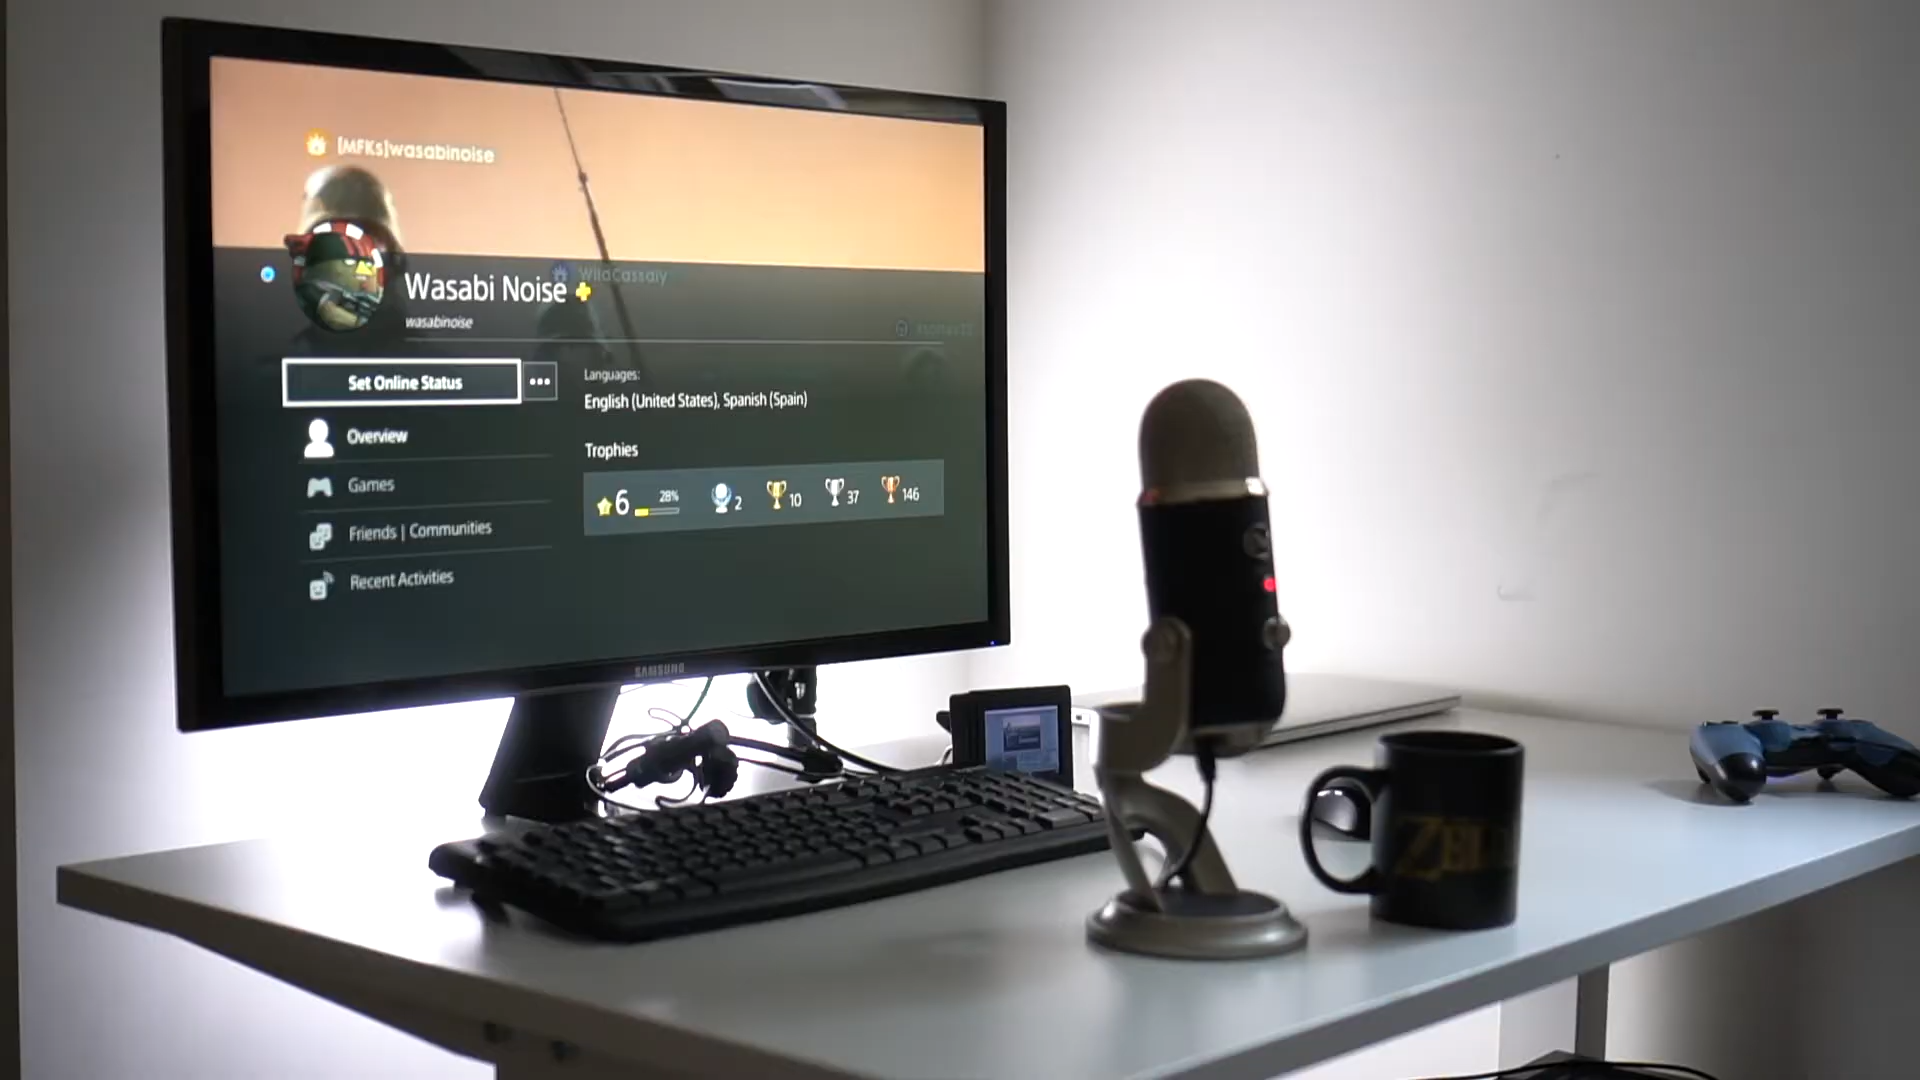 [MFKs]wasabinoise
WildCassaly
Wasabi Noise
wasabinoise
Set Online Status
Languages:
English (United States), Spanish (Spain)
Overview
Trophies
Games
6 28% 2 10 37 146
Friends | Communities
Recent Activities
SAMSUNG